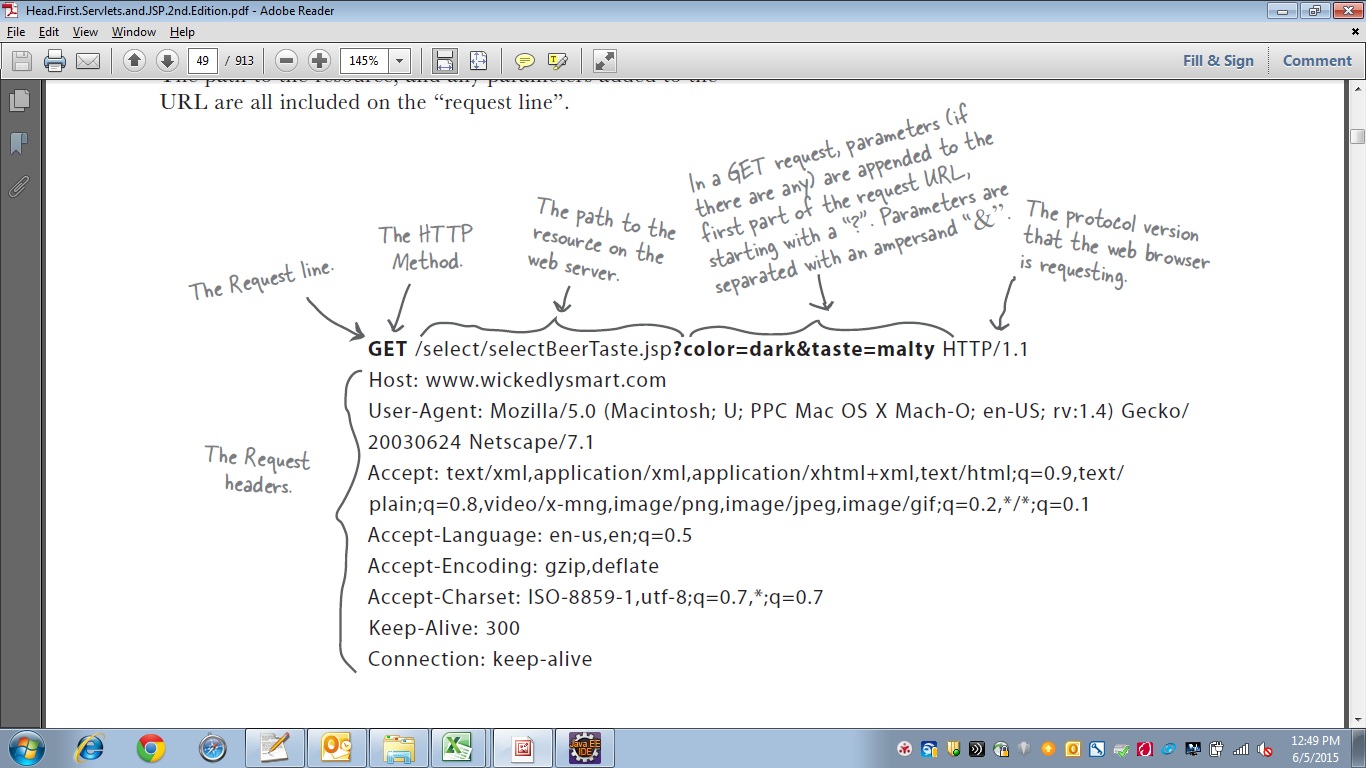 Head.First.Servlets.and.JSP.2nd.Edition.pdf - Adobe Reader
File Edit View Window Help
49 / 913
145%
Fill & Sign
Comment
The path to the resource, and any parameters added to the
URL are all included on the “request line”.
The Request line.
The HTTP
Method.
The path to the
resource on the
web server.
In a GET request, parameters (if
there are any) are appended to the
first part of the request URL,
starting with a “?”. Parameters are
separated with an ampersand “&”.
The protocol version
that the web browser
is requesting.
GET /select/selectBeerTaste.jsp?color=dark&taste=malty HTTP/1.1
Host: www.wickedlysmart.com
User-Agent: Mozilla/5.0 (Macintosh; U; PPC Mac OS X Mach-O; en-US; rv:1.4) Gecko/
20030624 Netscape/7.1
The Request
headers.
Accept: text/xml,application/xml,application/xhtml+xml,text/html;q=0.9,text/
plain;q=0.8,video/x-mng,image/png,image/jpeg,image/gif;q=0.2,*/*;q=0.1
Accept-Language: en-us,en;q=0.5
Accept-Encoding: gzip,deflate
Accept-Charset: ISO-8859-1,utf-8;q=0.7,*;q=0.7
Keep-Alive: 300
Connection: keep-alive
Java EE
IDE
12:49 PM
6/5/2015